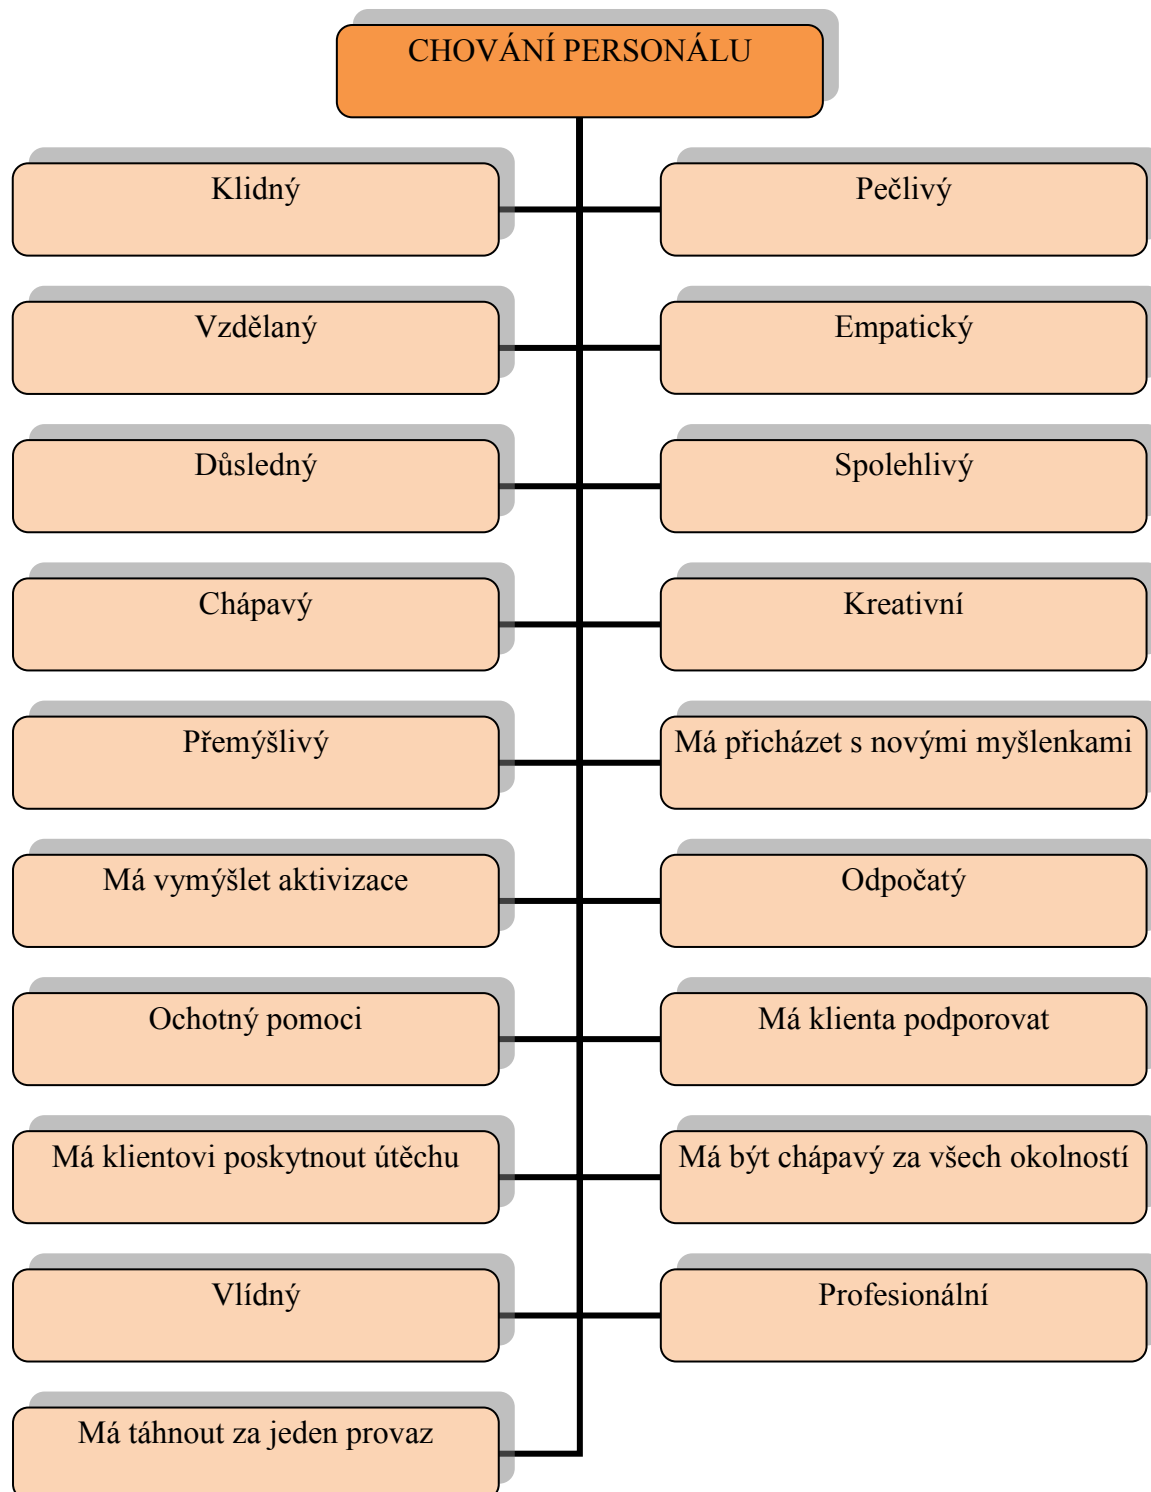 CHOVÁNÍ PERSONÁLU
Klidný
Pečlivý
Vzdělaný
Empatický
Důsledný
Spolehlivý
Chápavý
Kreativní
Přemýšlivý
Má přicházet s novými myšlenkami
Má vymýšlet aktivizace
Odpočatý
Ochotný pomoci
Má klienta podporovat
Má klientovi poskytnout útěchu
Má být chápavý za všech okolností
Vlídný
Profesionální
Má táhnout za jeden provaz